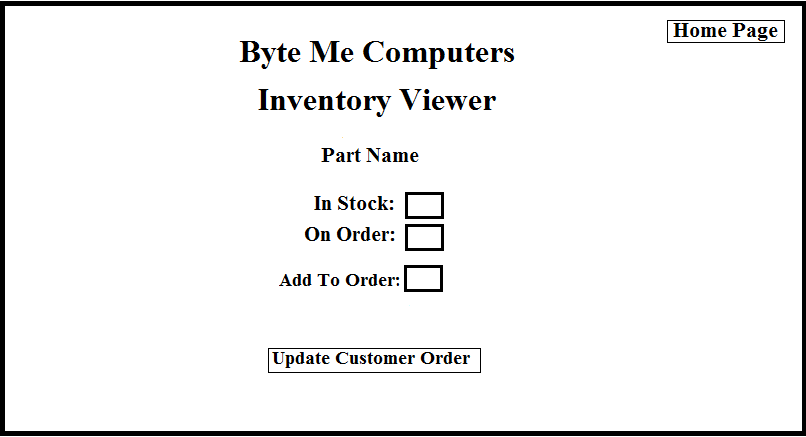 Home Page
Byte Me Computers
Inventory Viewer
Part Name
In Stock:
On Order:
Add To Order:
Update Customer Order